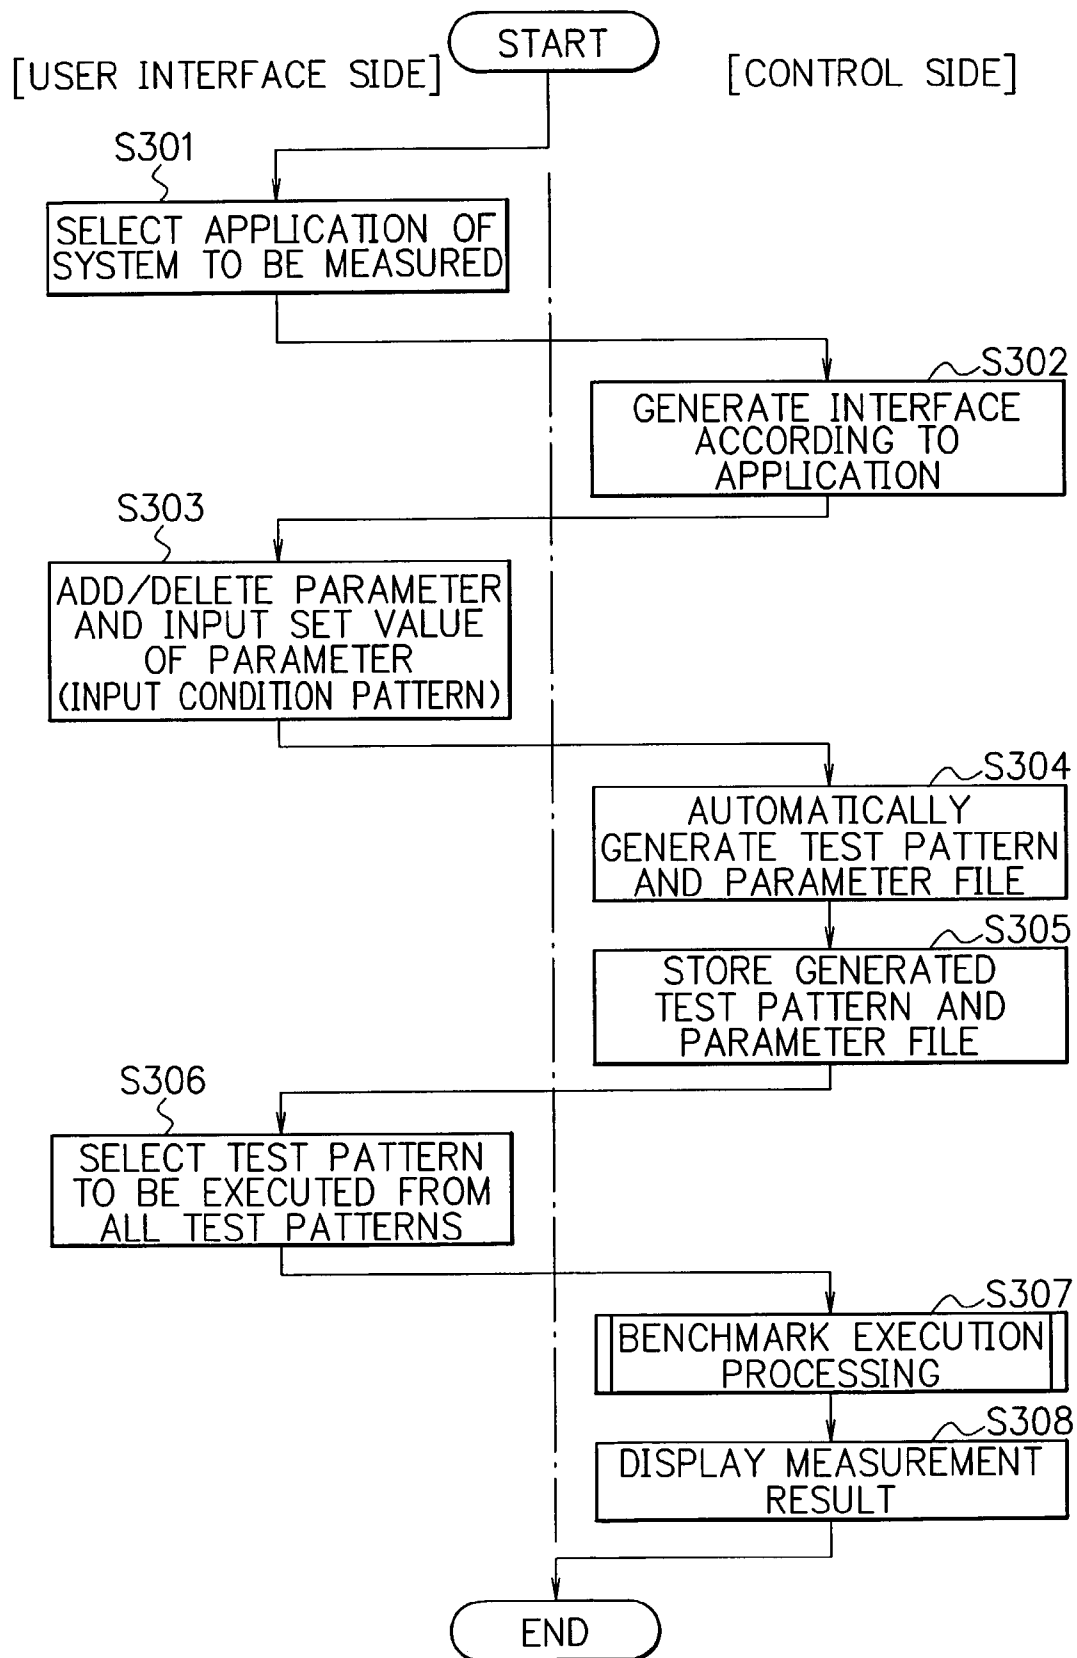 START
[USER INTERFACE SIDE]
[CONTROL SIDE]
S301
SELECT APPLICATION OF
SYSTEM TO BE MEASURED
S302
GENERATE INTERFACE
ACCORDING TO
APPLICATION
S303
ADD/DELETE PARAMETER
AND INPUT SET VALUE
OF PARAMETER
(INPUT CONDITION PATTERN)
S304
AUTOMATICALLY
GENERATE TEST PATTERN
AND PARAMETER FILE
S305
STORE GENERATED
TEST PATTERN AND
PARAMETER FILE
S306
SELECT TEST PATTERN
TO BE EXECUTED FROM
ALL TEST PATTERNS
S307
BENCHMARK EXECUTION
PROCESSING
S308
DISPLAY MEASUREMENT
RESULT
END